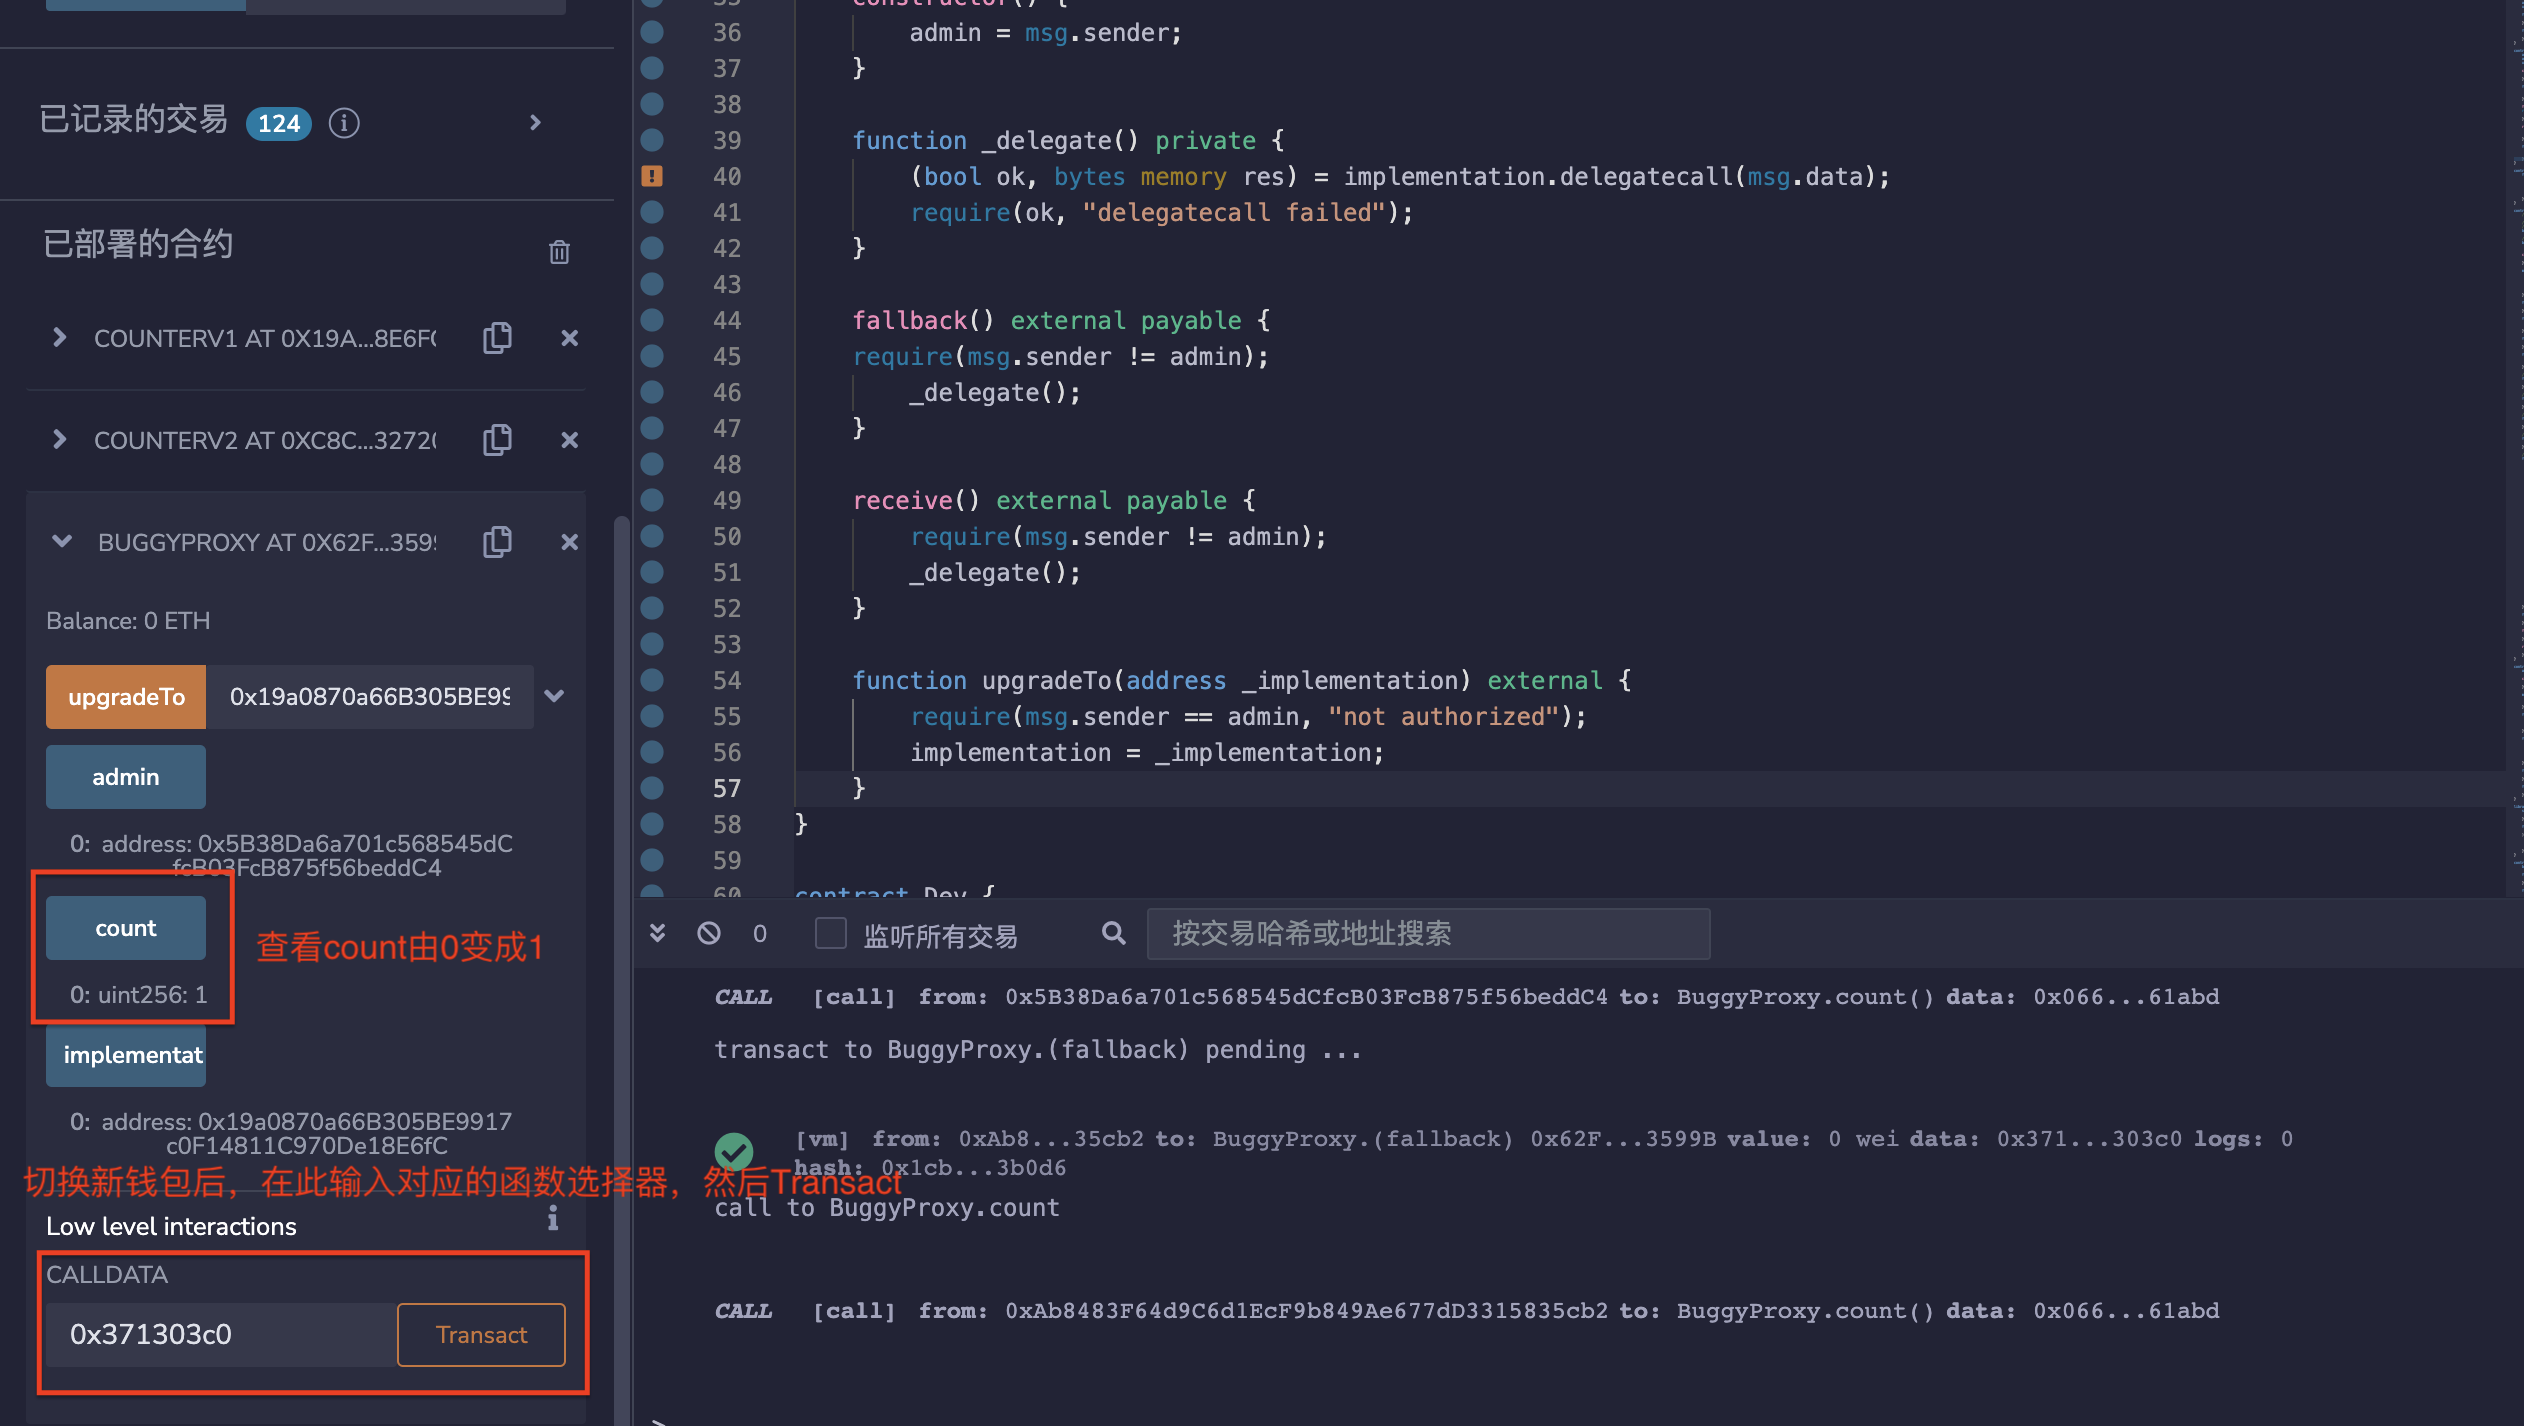 已记录的交易 124
已部署的合约
COUNTERV1 AT 0X19A...8E6F
COUNTERV2 AT 0XC8C...3272
BUGGYPROXY AT 0X62F...359
Balance: 0 ETH
upgradeTo 0x19a0870a66B305BE99
admin
0: address: 0x5B38Da6a701c568545dC
fcB03FcB875f56beddC4
count
查看count由0变成1
0: uint256: 1
implementat
0: address: 0x19a0870a66B305BE9917
c0F14811C970De18E6fC
切换新钱包后，在此输入对应的函数选择器，然后Transact
Low level interactions
CALLDATA
0x371303c0 Transact
35 constructor() {
36 admin = msg.sender;
37 }
38
39 function _delegate() private {
40 (bool ok, bytes memory res) = implementation.delegatecall(msg.data);
41 require(ok, "delegatecall failed");
42 }
43
44 fallback() external payable {
45 require(msg.sender != admin);
46 _delegate();
47 }
48
49 receive() external payable {
50 require(msg.sender != admin);
51 _delegate();
52 }
53
54 function upgradeTo(address _implementation) external {
55 require(msg.sender == admin, "not authorized");
56 implementation = _implementation;
57 }
58 }
59
60 contract Dev {
0 监听所有交易 按交易哈希或地址搜索
CALL [call] from: 0x5B38Da6a701c568545dCfcB03FcB875f56beddC4 to: BuggyProxy.count() data: 0x066...61abd
transact to BuggyProxy.(fallback) pending ...
[vm] from: 0xAb8...35cb2 to: BuggyProxy.(fallback) 0x62F...3599B value: 0 wei data: 0x371...303c0 logs: 0
hash: 0x1cb...3b0d6
call to BuggyProxy.count
CALL [call] from: 0xAb8483F64d9C6d1EcF9b849Ae677dD3315835cb2 to: BuggyProxy.count() data: 0x066...61abd
>